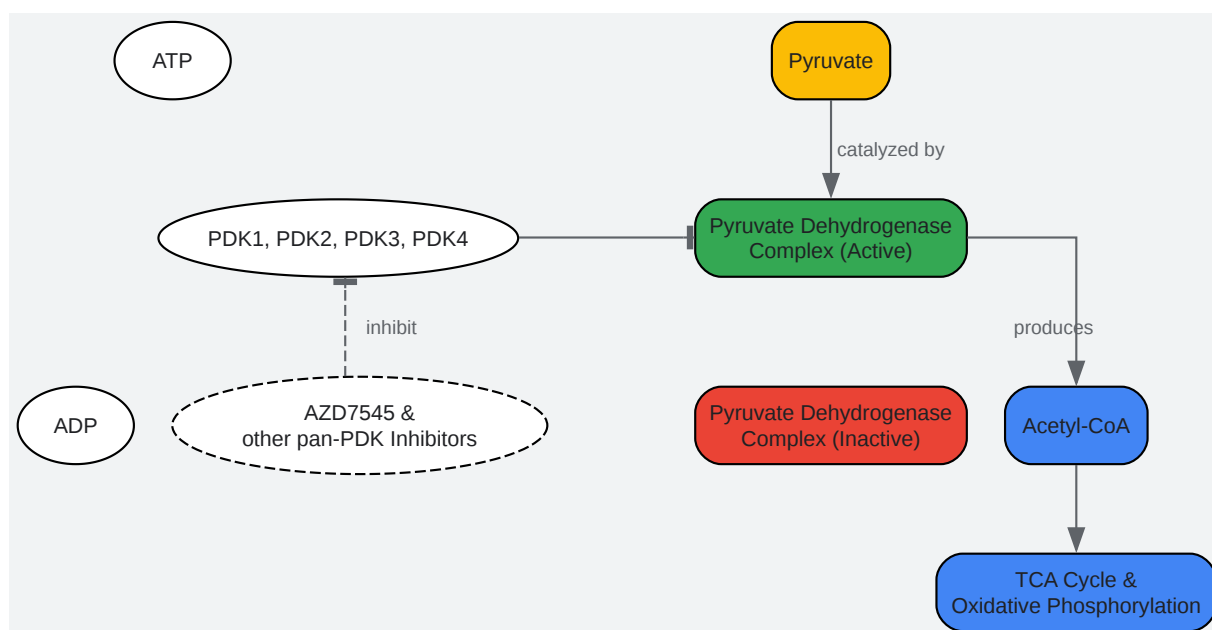 ATP
Pyruvate
catalyzed by
PDK1, PDK2, PDK3, PDK4
Pyruvate Dehydrogenase
Complex (Active)
inhibit
produces
ADP
AZD7545 &
other pan-PDK Inhibitors
Pyruvate Dehydrogenase
Complex (Inactive)
Acetyl-CoA
TCA Cycle &
Oxidative Phosphorylation